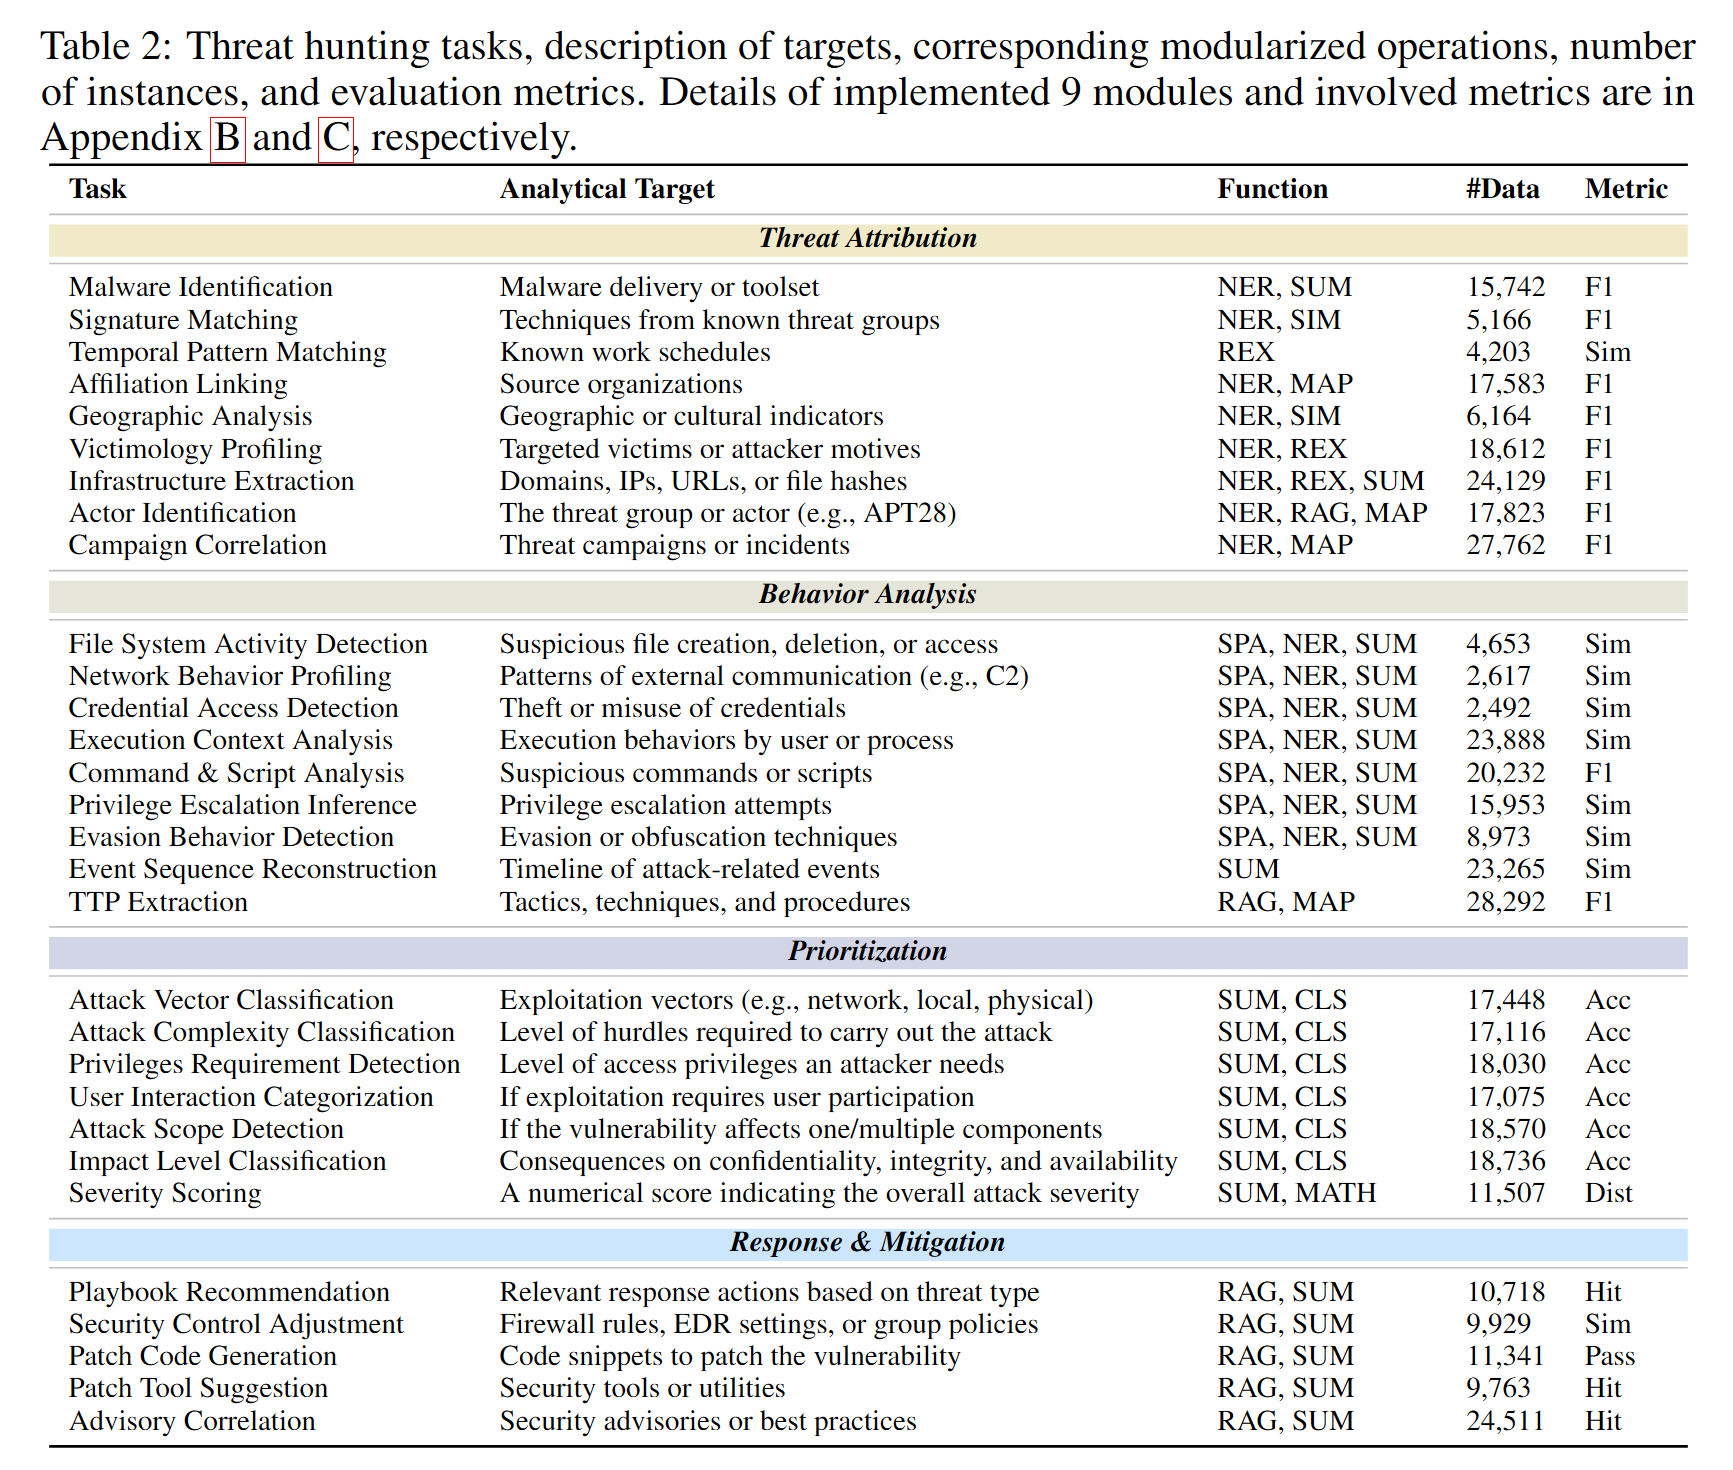 Table 2: Threat hunting tasks, description of targets, corresponding modularized operations, number
of instances, and evaluation metrics. Details of implemented 9 modules and involved metrics are in
Appendix B and C, respectively.
Task Analytical Target Function #Data Metric
Threat Attribution
Malware Identification Malware delivery or toolset NER, SUM 15,742 F1
Signature Matching Techniques from known threat groups NER, SIM 5,166 F1
Temporal Pattern Matching Known work schedules REX 4,203 Sim
Affiliation Linking Source organizations NER, MAP 17,583 F1
Geographic Analysis Geographic or cultural indicators NER, SIM 6,164 F1
Victimology Profiling Targeted victims or attacker motives NER, REX 18,612 F1
Infrastructure Extraction Domains, IPs, URLs, or file hashes NER, REX, SUM 24,129 F1
Actor Identification The threat group or actor (e.g., APT28) NER, RAG, MAP 17,823 F1
Campaign Correlation Threat campaigns or incidents NER, MAP 27,762 F1
Behavior Analysis
File System Activity Detection Suspicious file creation, deletion, or access SPA, NER, SUM 4,653 Sim
Network Behavior Profiling Patterns of external communication (e.g., C2) SPA, NER, SUM 2,617 Sim
Credential Access Detection Theft or misuse of credentials SPA, NER, SUM 2,492 Sim
Execution Context Analysis Execution behaviors by user or process SPA, NER, SUM 23,888 Sim
Command & Script Analysis Suspicious commands or scripts SPA, NER, SUM 20,232 F1
Privilege Escalation Inference Privilege escalation attempts SPA, NER, SUM 15,953 Sim
Evasion Behavior Detection Evasion or obfuscation techniques SPA, NER, SUM 8,973 Sim
Event Sequence Reconstruction Timeline of attack-related events SUM 23,265 Sim
TTP Extraction Tactics, techniques, and procedures RAG, MAP 28,292 F1
Prioritization
Attack Vector Classification Exploitation vectors (e.g., network, local, physical) SUM, CLS 17,448 Acc
Attack Complexity Classification Level of hurdles required to carry out the attack SUM, CLS 17,116 Acc
Privileges Requirement Detection Level of access privileges an attacker needs SUM, CLS 18,030 Acc
User Interaction Categorization If exploitation requires user participation SUM, CLS 17,075 Acc
Attack Scope Detection If the vulnerability affects one/multiple components SUM, CLS 18,570 Acc
Impact Level Classification Consequences on confidentiality, integrity, and availability SUM, CLS 18,736 Acc
Severity Scoring A numerical score indicating the overall attack severity SUM, MATH 11,507 Dist
Response & Mitigation
Playbook Recommendation Relevant response actions based on threat type RAG, SUM 10,718 Hit
Security Control Adjustment Firewall rules, EDR settings, or group policies RAG, SUM 9,929 Sim
Patch Code Generation Code snippets to patch the vulnerability RAG, SUM 11,341 Pass
Patch Tool Suggestion Security tools or utilities RAG, SUM 9,763 Hit
Advisory Correlation Security advisories or best practices RAG, SUM 24,511 Hit